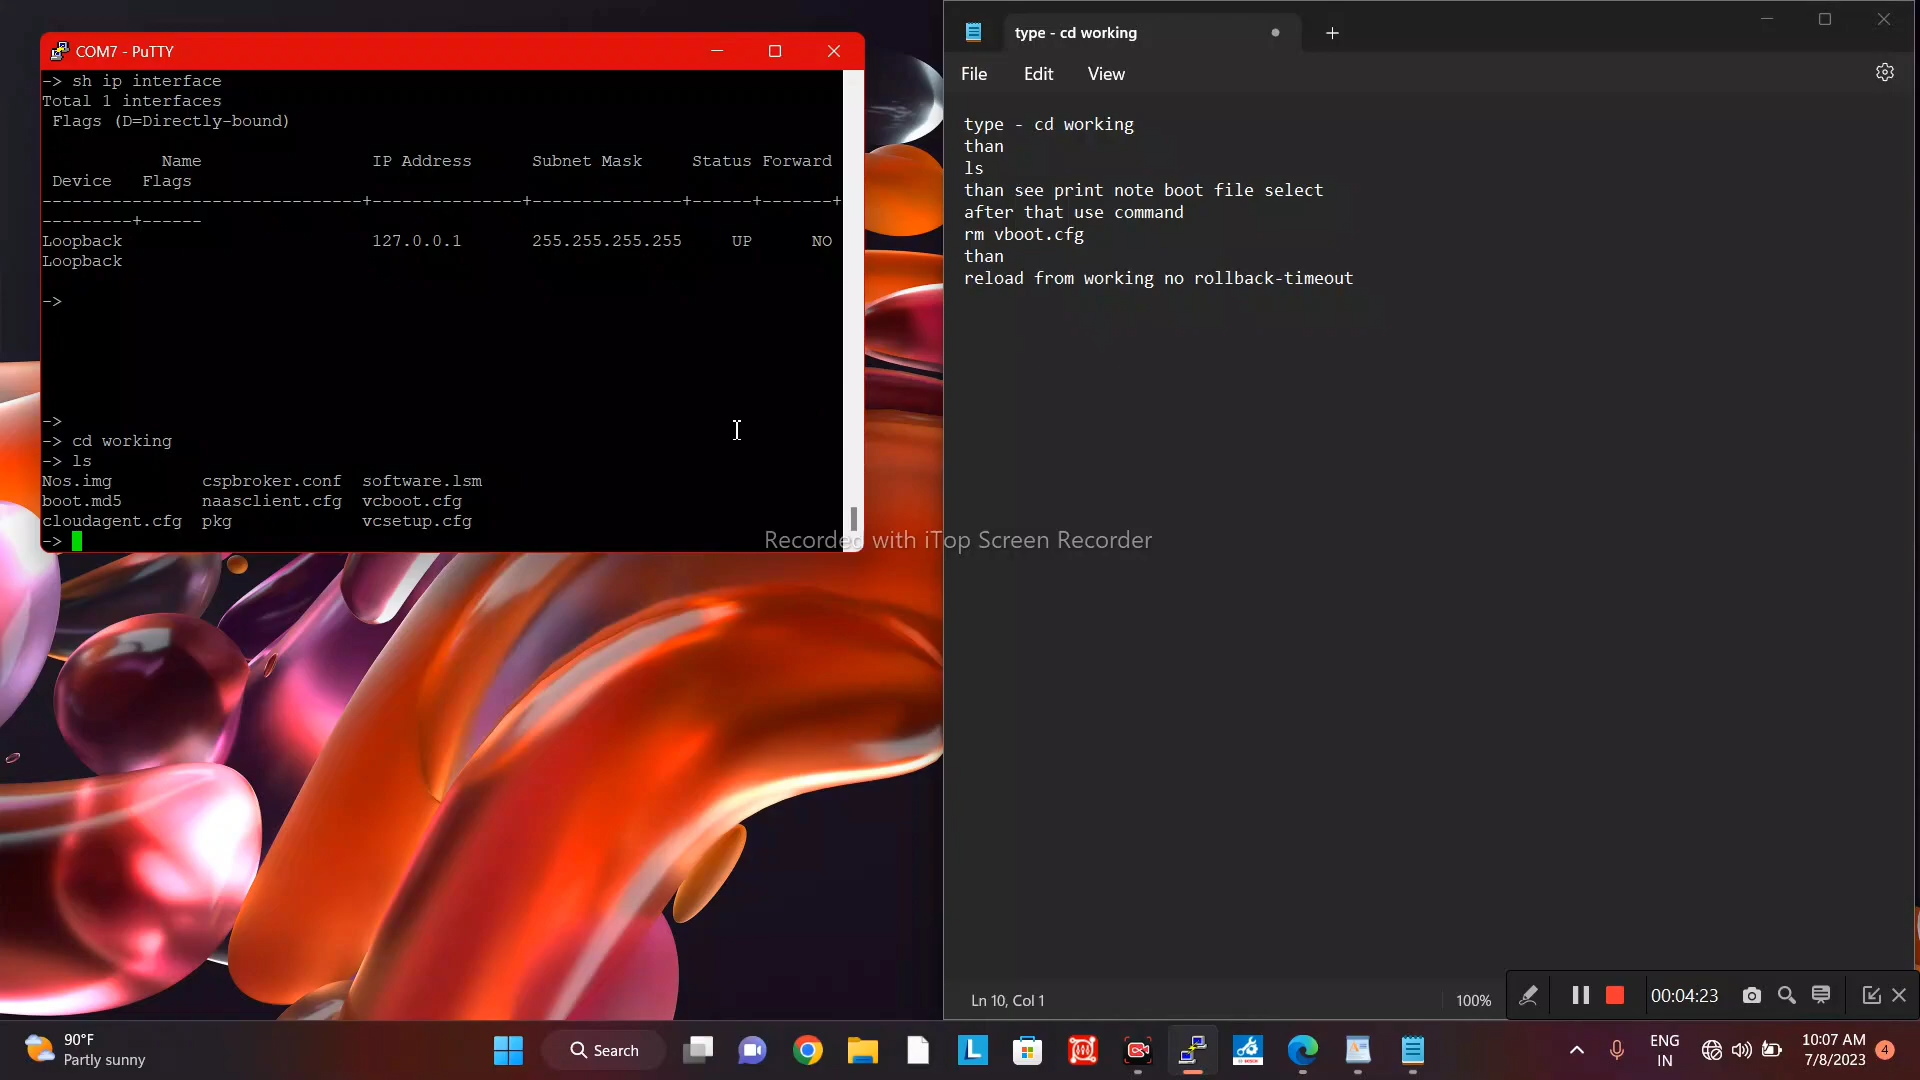 COM7 - PuTTY
-> sh ip interface
Total 1 interfaces
Flags (D=Directly-bound)
Name IP Address Subnet Mask Status Forward
Device Flags
--------------------------------+---------------+---------------+------+-------+
---------+------
Loopback 127.0.0.1 255.255.255.255 UP NO
Loopback
->
->
-> cd working
-> ls
Nos.img cspbroker.conf software.lsm
boot.md5 naasclient.cfg vcboot.cfg
cloudagent.cfg pkg vcsetup.cfg
->
type - cd working
File Edit View
type - cd working
than
ls
than see print note boot file select
after that use command
rm vboot.cfg
than
reload from working no rollback-timeout
Recorded with iTop Screen Recorder
Ln 10, Col 1 100%
00:04:23
90°F
Partly sunny
Search
ENG
IN
10:07 AM
7/8/2023
4